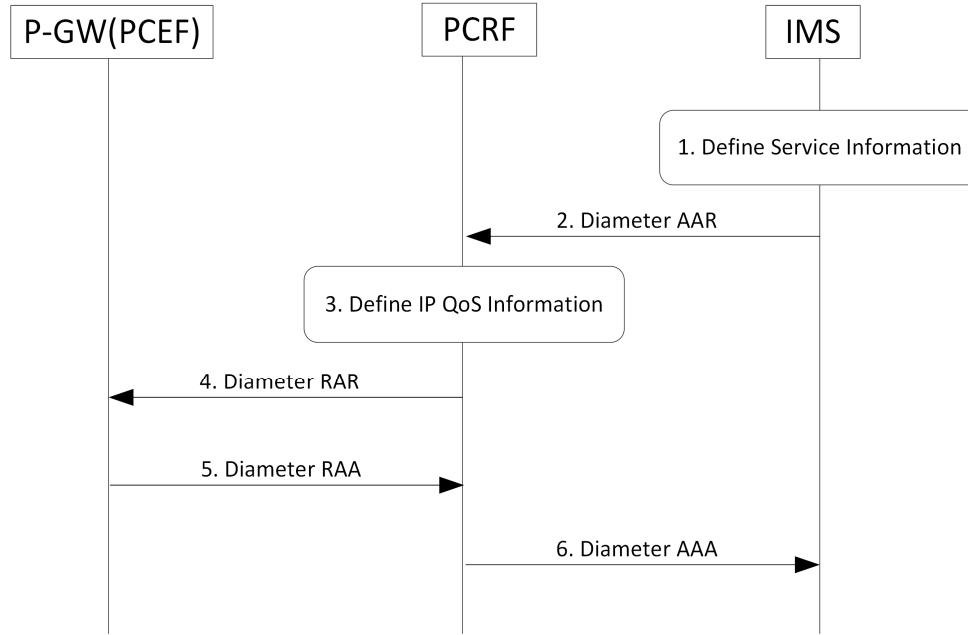 P-GW(PCEF)
PCRF
IMS
1. Define Service Information
2. Diameter AAR
3. Define IP QoS Information
4. Diameter RAR
5. Diameter RAA
6. Diameter AAA